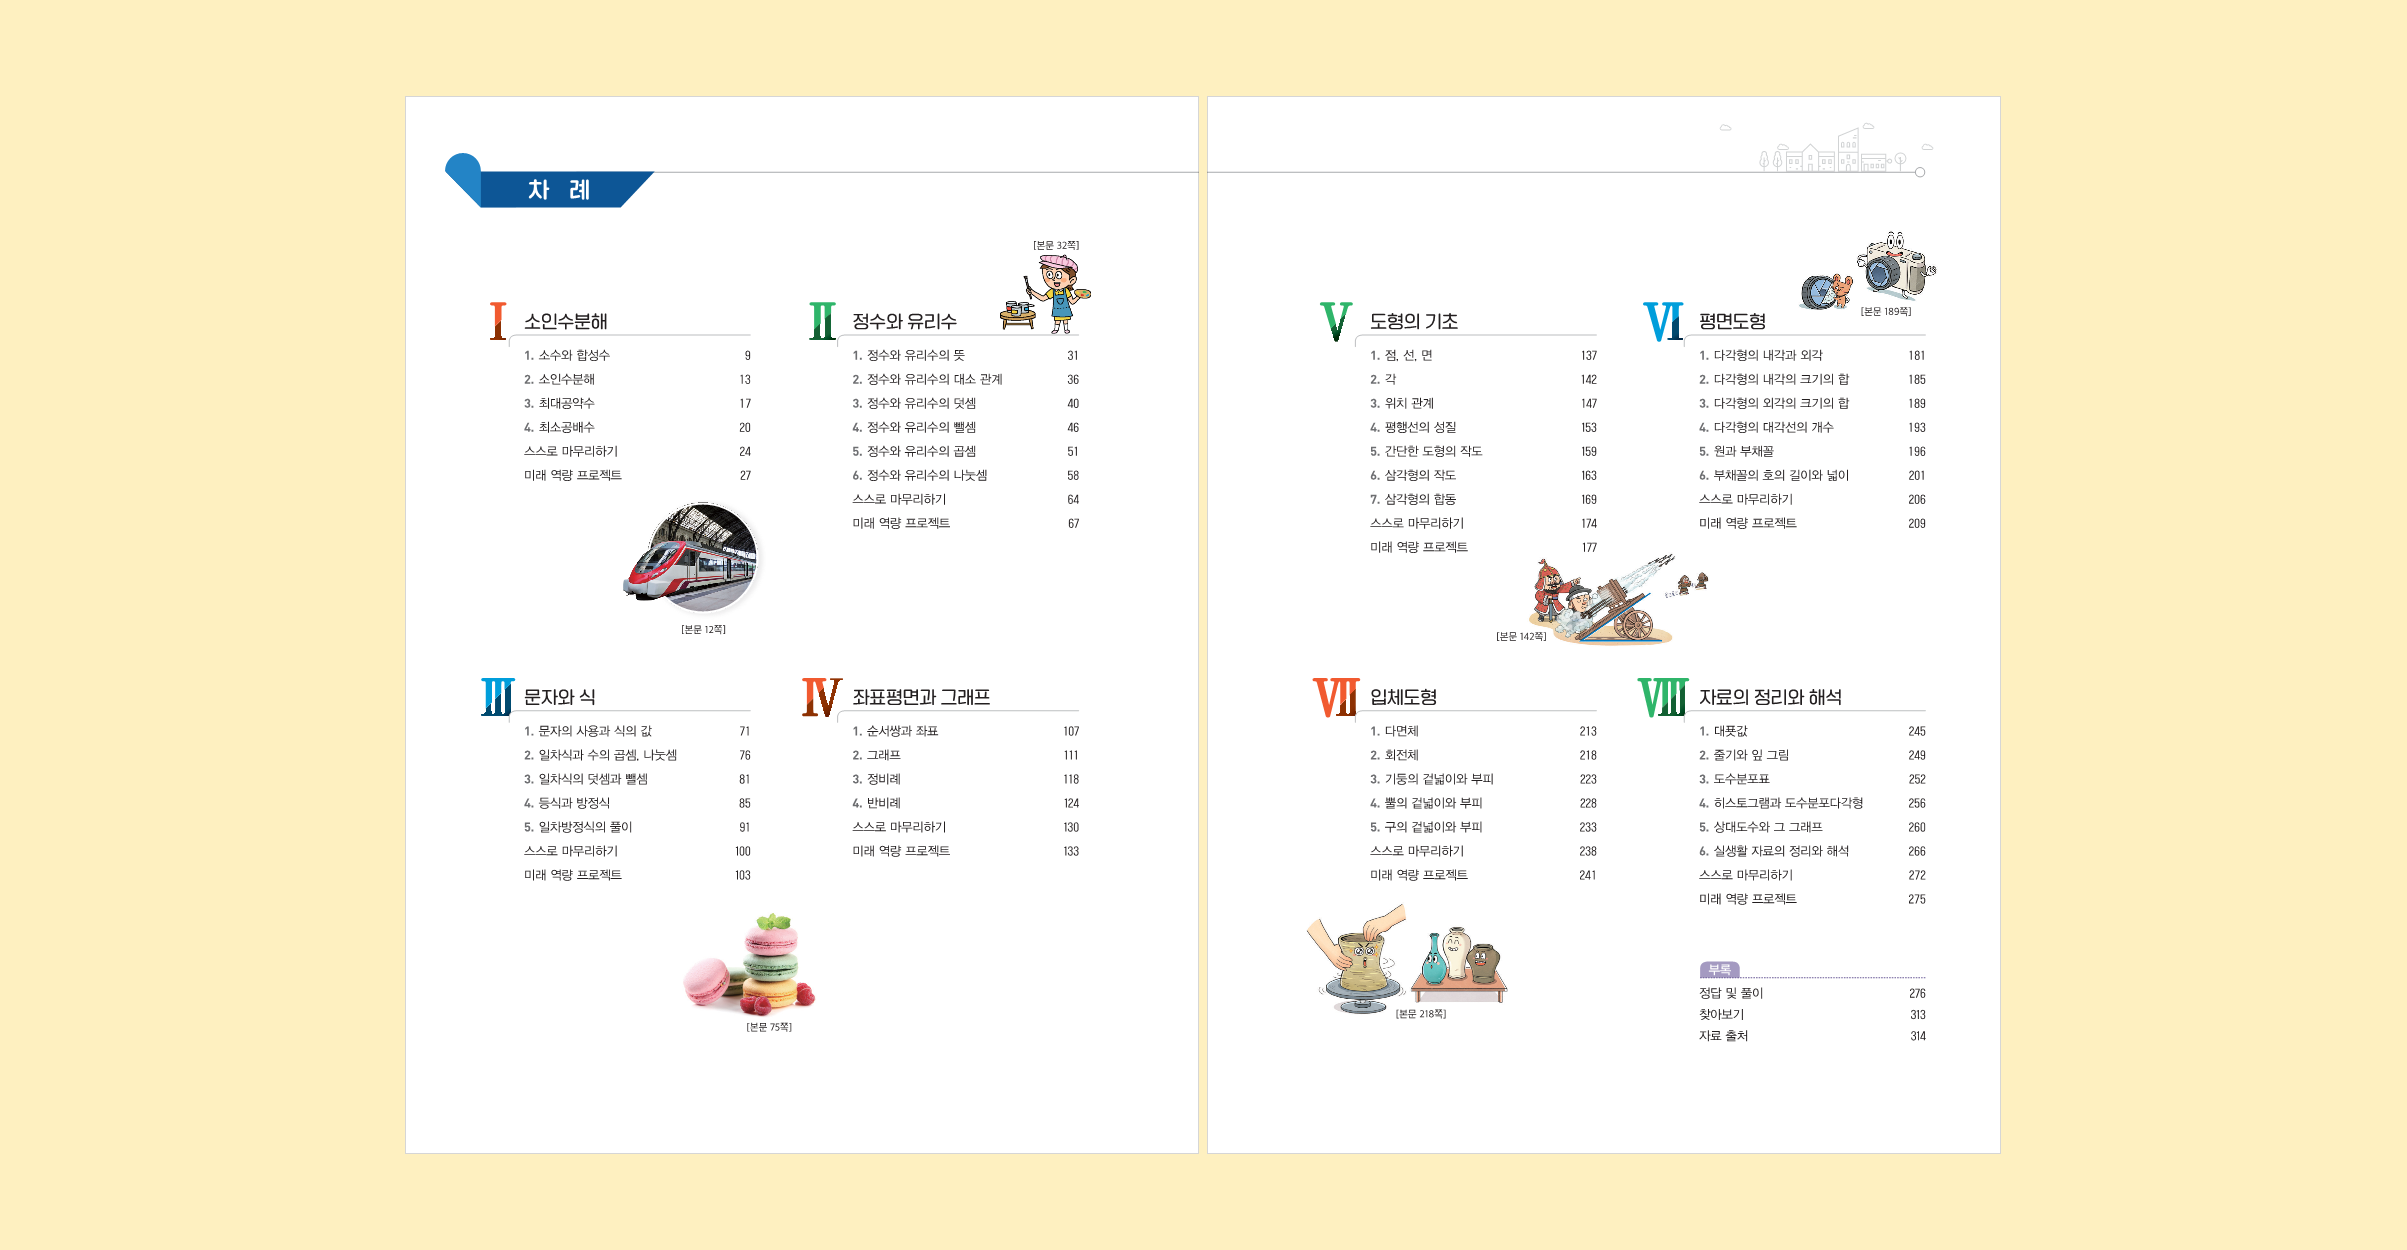 차 례
[본문 32쪽]
I 소인수분해
1. 소수와 합성수 9
2. 소인수분해 13
3. 최대공약수 17
4. 최소공배수 20
스스로 마무리하기 24
미래 역량 프로젝트 27
[본문 12쪽]
II 정수와 유리수
1. 정수와 유리수의 뜻 31
2. 정수와 유리수의 대소 관계 36
3. 정수와 유리수의 덧셈 40
4. 정수와 유리수의 뺄셈 46
5. 정수와 유리수의 곱셈 51
6. 정수와 유리수의 나눗셈 58
스스로 마무리하기 64
미래 역량 프로젝트 67
III 문자와 식
1. 문자의 사용과 식의 값 71
2. 일차식과 수의 곱셈, 나눗셈 76
3. 일차식의 덧셈과 뺄셈 81
4. 등식과 방정식 85
5. 일차방정식의 풀이 91
스스로 마무리하기 100
미래 역량 프로젝트 103
[본문 75쪽]
IV 좌표평면과 그래프
1. 순서쌍과 좌표 107
2. 그래프 111
3. 정비례 118
4. 반비례 124
스스로 마무리하기 130
미래 역량 프로젝트 133
V 도형의 기초
1. 점, 선, 면 137
2. 각 142
3. 위치 관계 147
4. 평행선의 성질 153
5. 간단한 도형의 작도 159
6. 삼각형의 작도 163
7. 삼각형의 합동 169
스스로 마무리하기 174
미래 역량 프로젝트 177
[본문 142쪽]
[본문 189쪽]
VI 평면도형
1. 다각형의 내각과 외각 181
2. 다각형의 내각의 크기의 합 185
3. 다각형의 외각의 크기의 합 189
4. 다각형의 대각선의 개수 193
5. 원과 부채꼴 196
6. 부채꼴의 호의 길이와 넓이 201
스스로 마무리하기 206
미래 역량 프로젝트 209
VII 입체도형
1. 다면체 213
2. 회전체 218
3. 기둥의 겉넓이와 부피 223
4. 뿔의 겉넓이와 부피 228
5. 구의 겉넓이와 부피 233
스스로 마무리하기 238
미래 역량 프로젝트 241
[본문 218쪽]
VIII 자료의 정리와 해석
1. 대푯값 245
2. 줄기와 잎 그림 249
3. 도수분포표 252
4. 히스토그램과 도수분포다각형 256
5. 상대도수와 그 그래프 260
6. 실생활 자료의 정리와 해석 266
스스로 마무리하기 272
미래 역량 프로젝트 275
부록
정답 및 풀이 276
찾아보기 313
자료 출처 314